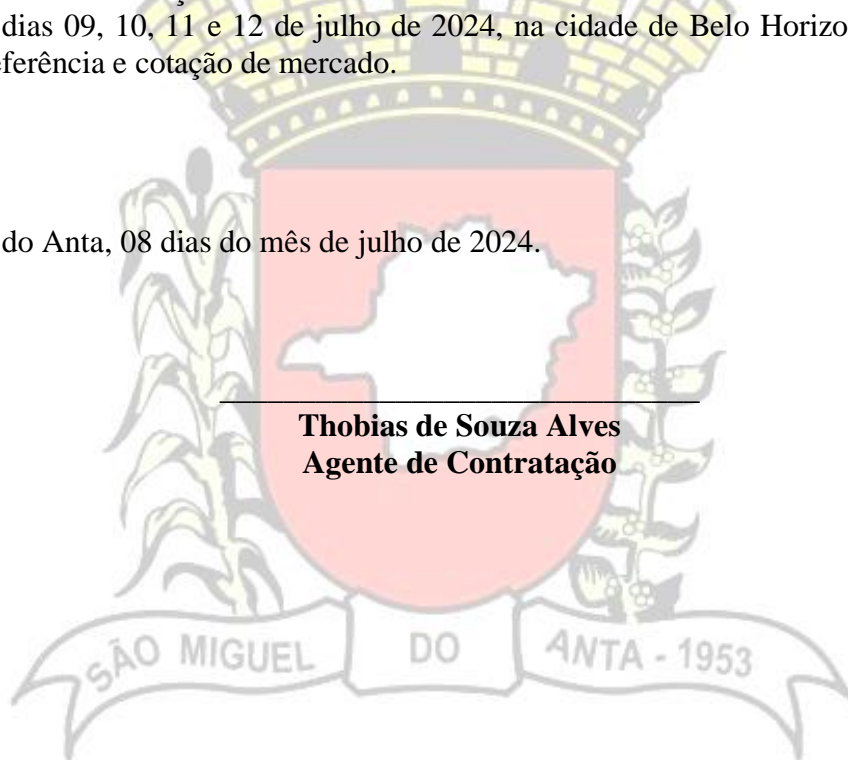 dias 09, 10, 11 e 12 de julho de 2024, na cidade de Belo Horizo
eferência e cotação de mercado.
do Anta, 08 dias do mês de julho de 2024.
Thobias de Souza Alves
Agente de Contratação
SÃO MIGUEL DO ANTA - 1953